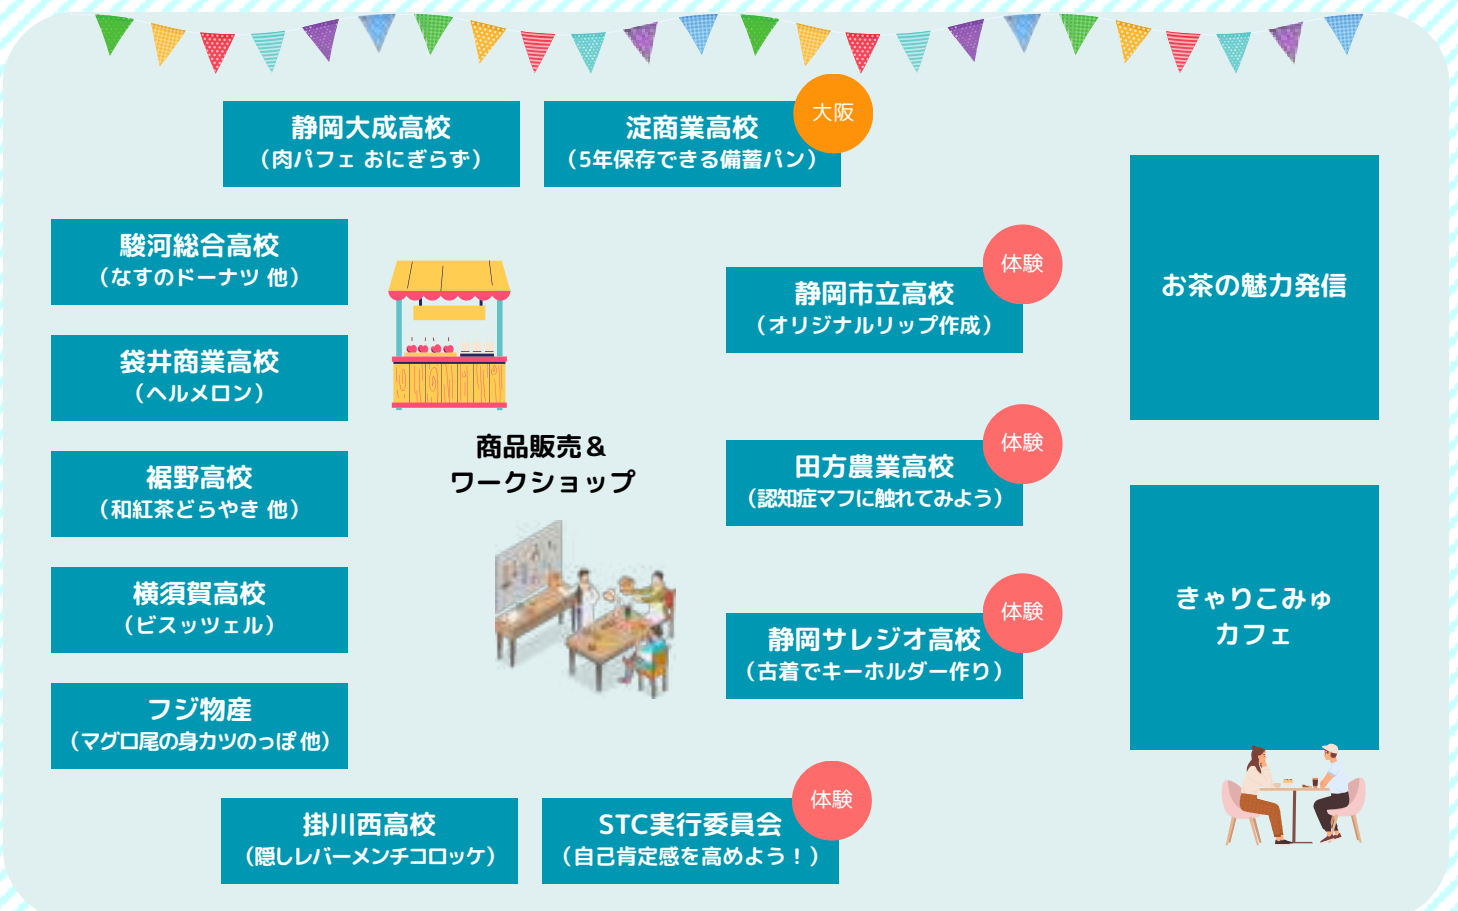 静岡大成高校
（肉パフェ おにぎらず）
淀商業高校
（5年保存できる備蓄パン）
大阪
駿河総合高校
（なすのドーナツ 他）
袋井商業高校
（ヘルメロン）
裾野高校
（和紅茶どらやき 他）
横須賀高校
（ビスッツェル）
フジ物産
（マグロ尾の身カツのっぽ 他）
商品販売＆
ワークショップ
静岡市立高校
（オリジナルリップ作成）
体験
田方農業高校
（認知症マフに触れてみよう）
体験
静岡サレジオ高校
（古着でキーホルダー作り）
体験
掛川西高校
（隠しレバーメンチコロッケ）
STC実行委員会
（自己肯定感を高めよう！）
体験
お茶の魅力発信
きゃりこみゅ
カフェ